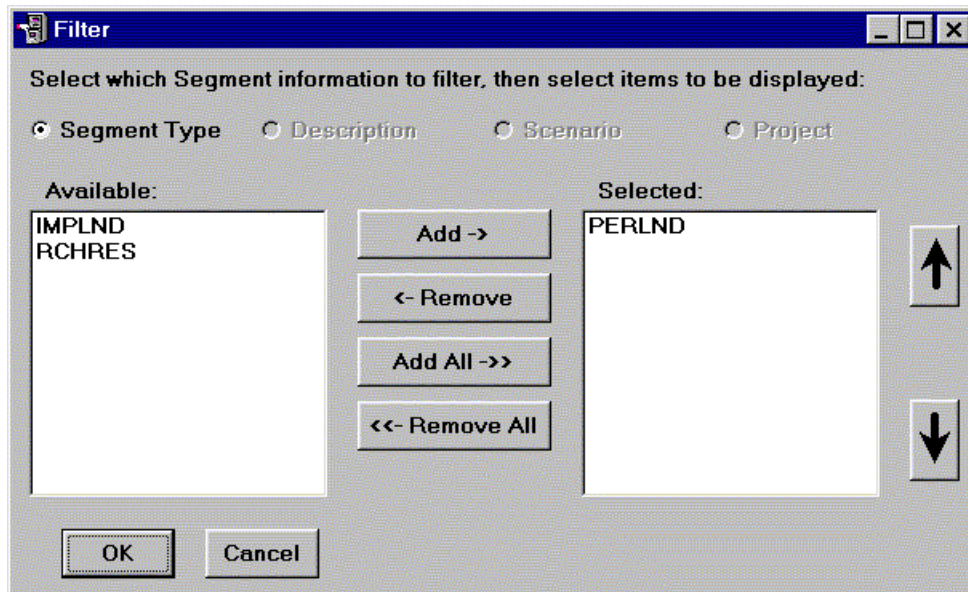 Filter
Select which Segment information to filter, then select items to be displayed:
Segment Type Description Scenario Project
Available: Selected:
IMPLND
RCHRES
Add ->
<- Remove
Add All ->>
<<- Remove All
PERLND
OK Cancel